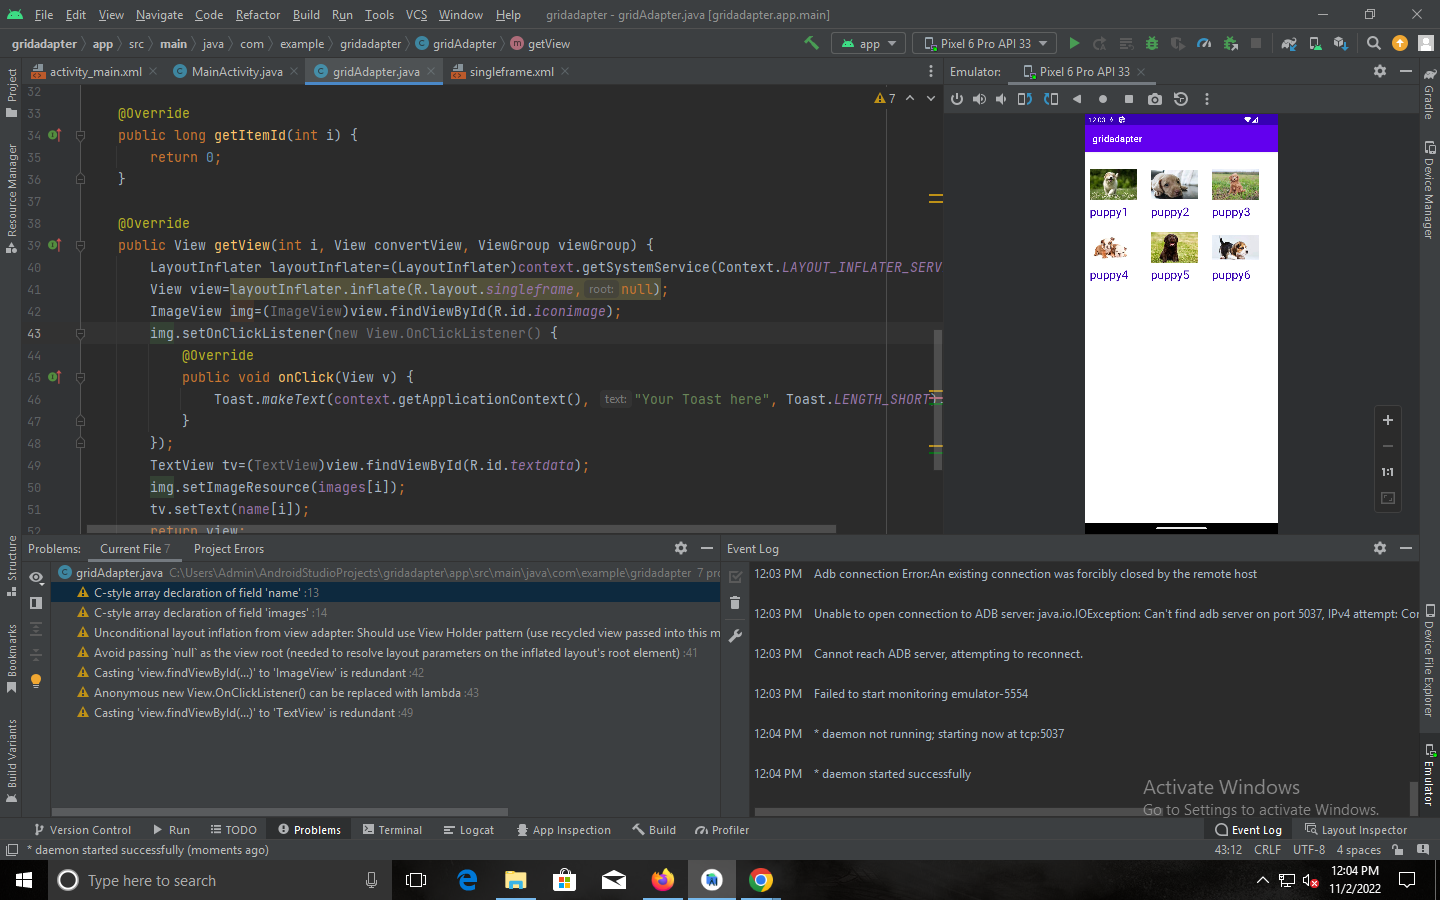 File Edit View Navigate Code Refactor Build Run Tools VCS Window Help gridadapter - gridAdapter.java [gridadapter.app.main]
gridadapter app src main java com example gridadapter gridAdapter getView app Pixel 6 Pro API 33
activity_main.xml MainActivity.java gridAdapter.java singleframe.xml Emulator: Pixel 6 Pro API 33
Project
Resource Manager
Structure
Bookmarks
Build Variants
32
33 @Override
34 public long getItemId(int i) {
35 return 0;
36 }
37
38 @Override
39 public View getView(int i, View convertView, ViewGroup viewGroup) {
40 LayoutInflater layoutInflater=(LayoutInflater)context.getSystemService(Context.LAYOUT_INFLATER_SERV
41 View view=layoutInflater.inflate(R.layout.singleframe, root: null);
42 ImageView img=(ImageView)view.findViewById(R.id.iconimage);
43 img.setOnClickListener(new View.OnClickListener() {
44 @Override
45 public void onClick(View v) {
46 Toast.makeText(context.getApplicationContext(), text: "Your Toast here", Toast.LENGTH_SHORT).
47 }
48 });
49 TextView tv=(TextView)view.findViewById(R.id.textdata);
50 img.setImageResource(images[i]);
51 tv.setText(name[i]);
52 return view;
7
12:03
gridadapter
puppy1 puppy2 puppy3
puppy4 puppy5 puppy6
1:1
Gradle
Device Manager
Device File Explorer
Emulator
Problems: Current File 7 Project Errors
gridAdapter.java C:\Users\Admin\AndroidStudioProjects\gridadapter\app\src\main\java\com\example\gridadapter 7 pr
C-style array declaration of field 'name' :13
C-style array declaration of field 'images' :14
Unconditional layout inflation from view adapter: Should use View Holder pattern (use recycled view passed into this m
Avoid passing `null` as the view root (needed to resolve layout parameters on the inflated layout's root element) :41
Casting 'view.findViewById(...)' to 'ImageView' is redundant :42
Anonymous new View.OnClickListener() can be replaced with lambda :43
Casting 'view.findViewById(...)' to 'TextView' is redundant :49
Event Log
12:03 PM Adb connection Error:An existing connection was forcibly closed by the remote host
12:03 PM Unable to open connection to ADB server: java.io.IOException: Can't find adb server on port 5037, IPv4 attempt: Co
12:03 PM Cannot reach ADB server, attempting to reconnect.
12:03 PM Failed to start monitoring emulator-5554
12:04 PM * daemon not running; starting now at tcp:5037
12:04 PM * daemon started successfully
Activate Windows
Go to Settings to activate Windows.
Version Control Run TODO Problems Terminal Logcat App Inspection Build Profiler Event Log Layout Inspector
* daemon started successfully (moments ago) 43:12 CRLF UTF-8 4 spaces
Type here to search
12:04 PM
11/2/2022